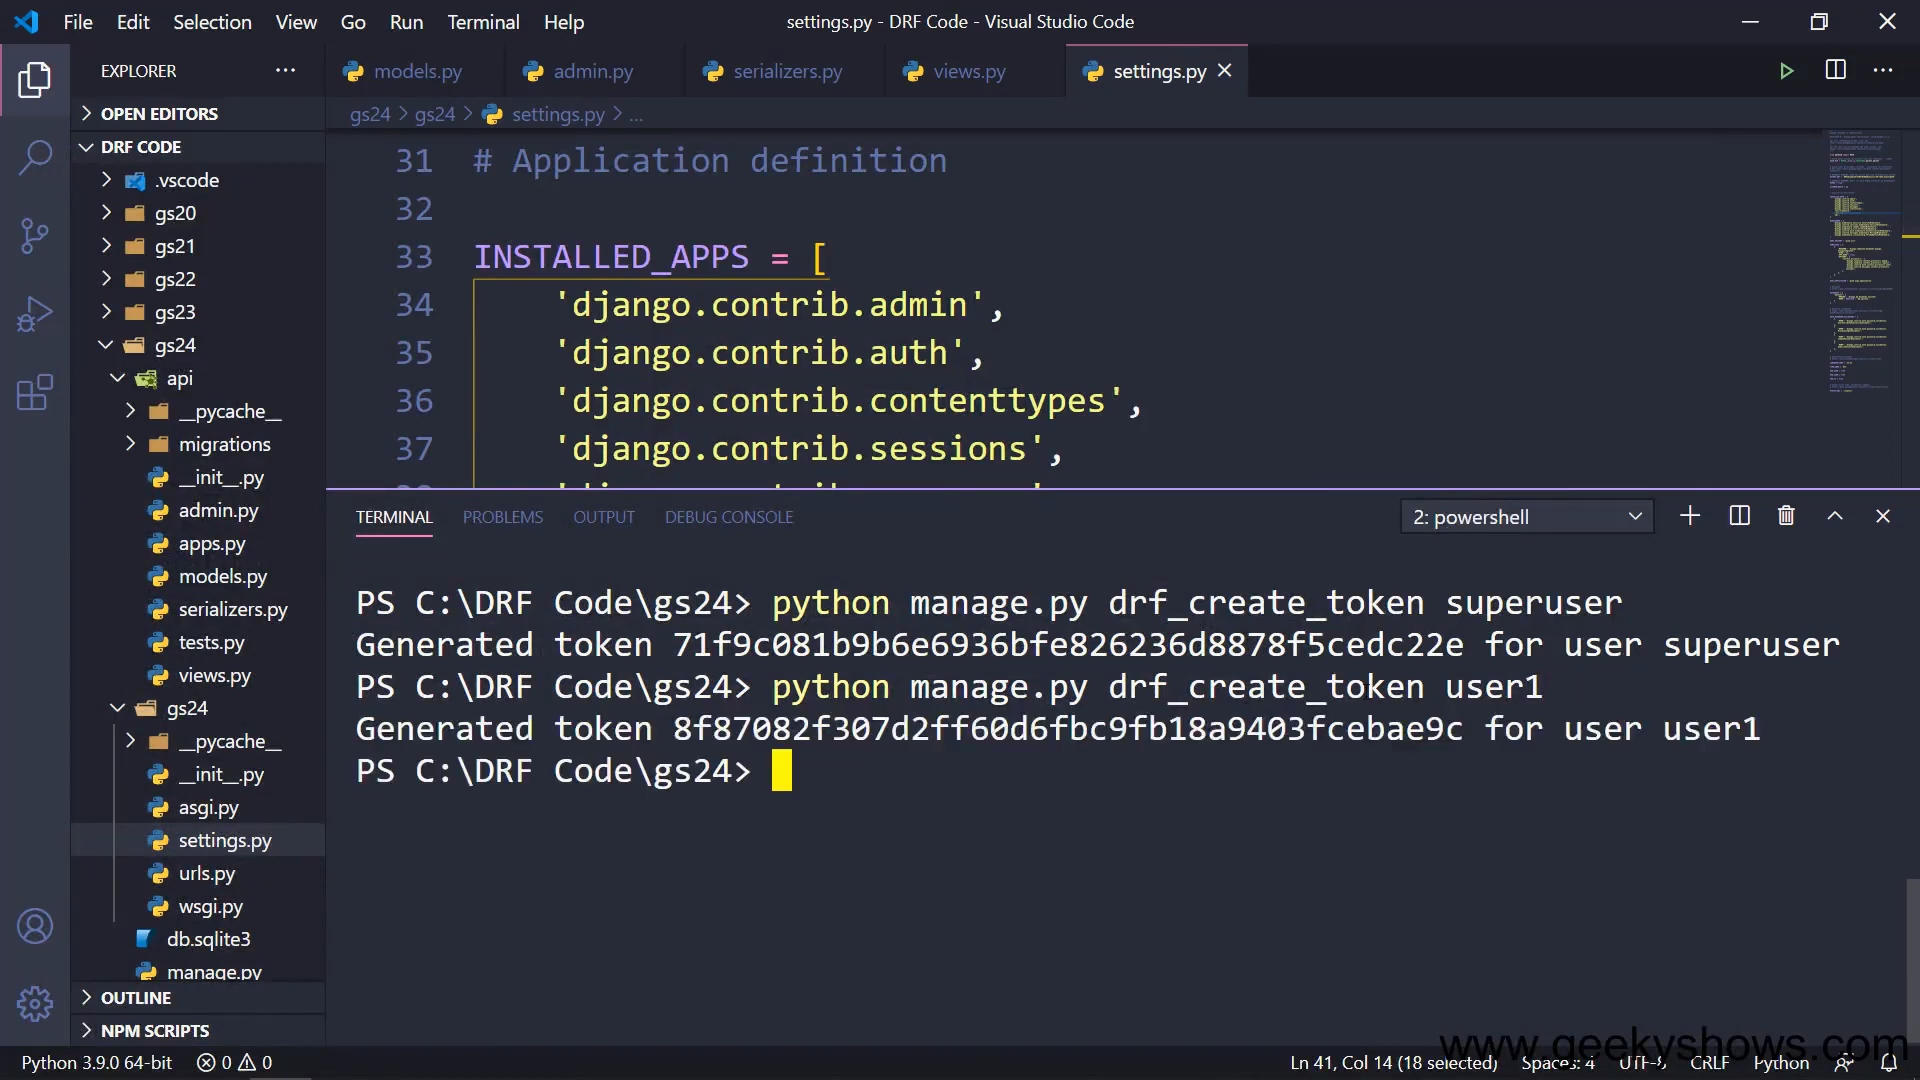 File Edit Selection View Go Run Terminal Help
settings.py - DRF Code - Visual Studio Code
EXPLORER
OPEN EDITORS
DRF CODE
.vscode
gs20
gs21
gs22
gs23
gs24
api
__pycache__
migrations
__init__.py
admin.py
apps.py
models.py
serializers.py
tests.py
views.py
gs24
__pycache__
__init__.py
asgi.py
settings.py
urls.py
wsgi.py
db.sqlite3
manage.py
OUTLINE
NPM SCRIPTS
models.py admin.py serializers.py views.py settings.py
gs24 > gs24 > settings.py > ...
31 # Application definition
32
33 INSTALLED_APPS = [
34 'django.contrib.admin',
35 'django.contrib.auth',
36 'django.contrib.contenttypes',
37 'django.contrib.sessions',
TERMINAL PROBLEMS OUTPUT DEBUG CONSOLE
2: powershell
PS C:\DRF Code\gs24> python manage.py drf_create_token superuser
Generated token 71f9c081b9b6e6936bfe826236d8878f5cedc22e for user superuser
PS C:\DRF Code\gs24> python manage.py drf_create_token user1
Generated token 8f87082f307d2ff60d6fbc9fb18a9403fcebae9c for user user1
PS C:\DRF Code\gs24>
www.geekyshows.com
Python 3.9.0 64-bit 0 0
Ln 41, Col 14 (18 selected) Spaces: 4 UTF-8 CRLF Python